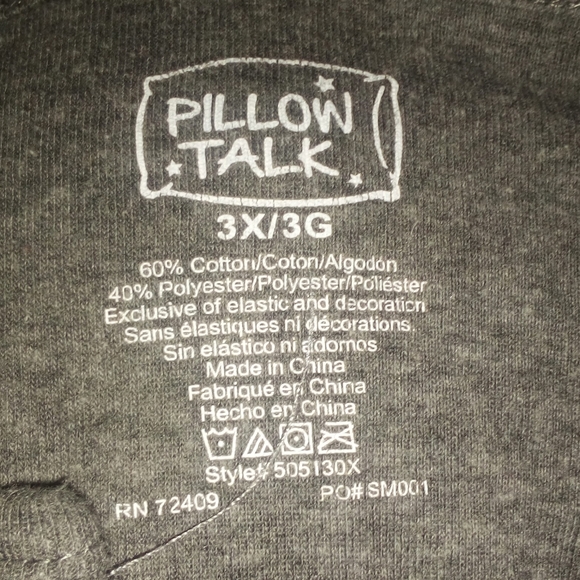 PILLOW
TALK
3X/3G
60% Cotton/Coton/Algodón
40% Polyester/Polyester/Poliéster
Exclusive of elastic and decoration
Sans élastiques ni décorations.
Sin elástico ni adornos
Made in China
Fabriqué en China
Hecho en China
Style# 505130X
RN 72409 PO# SM001